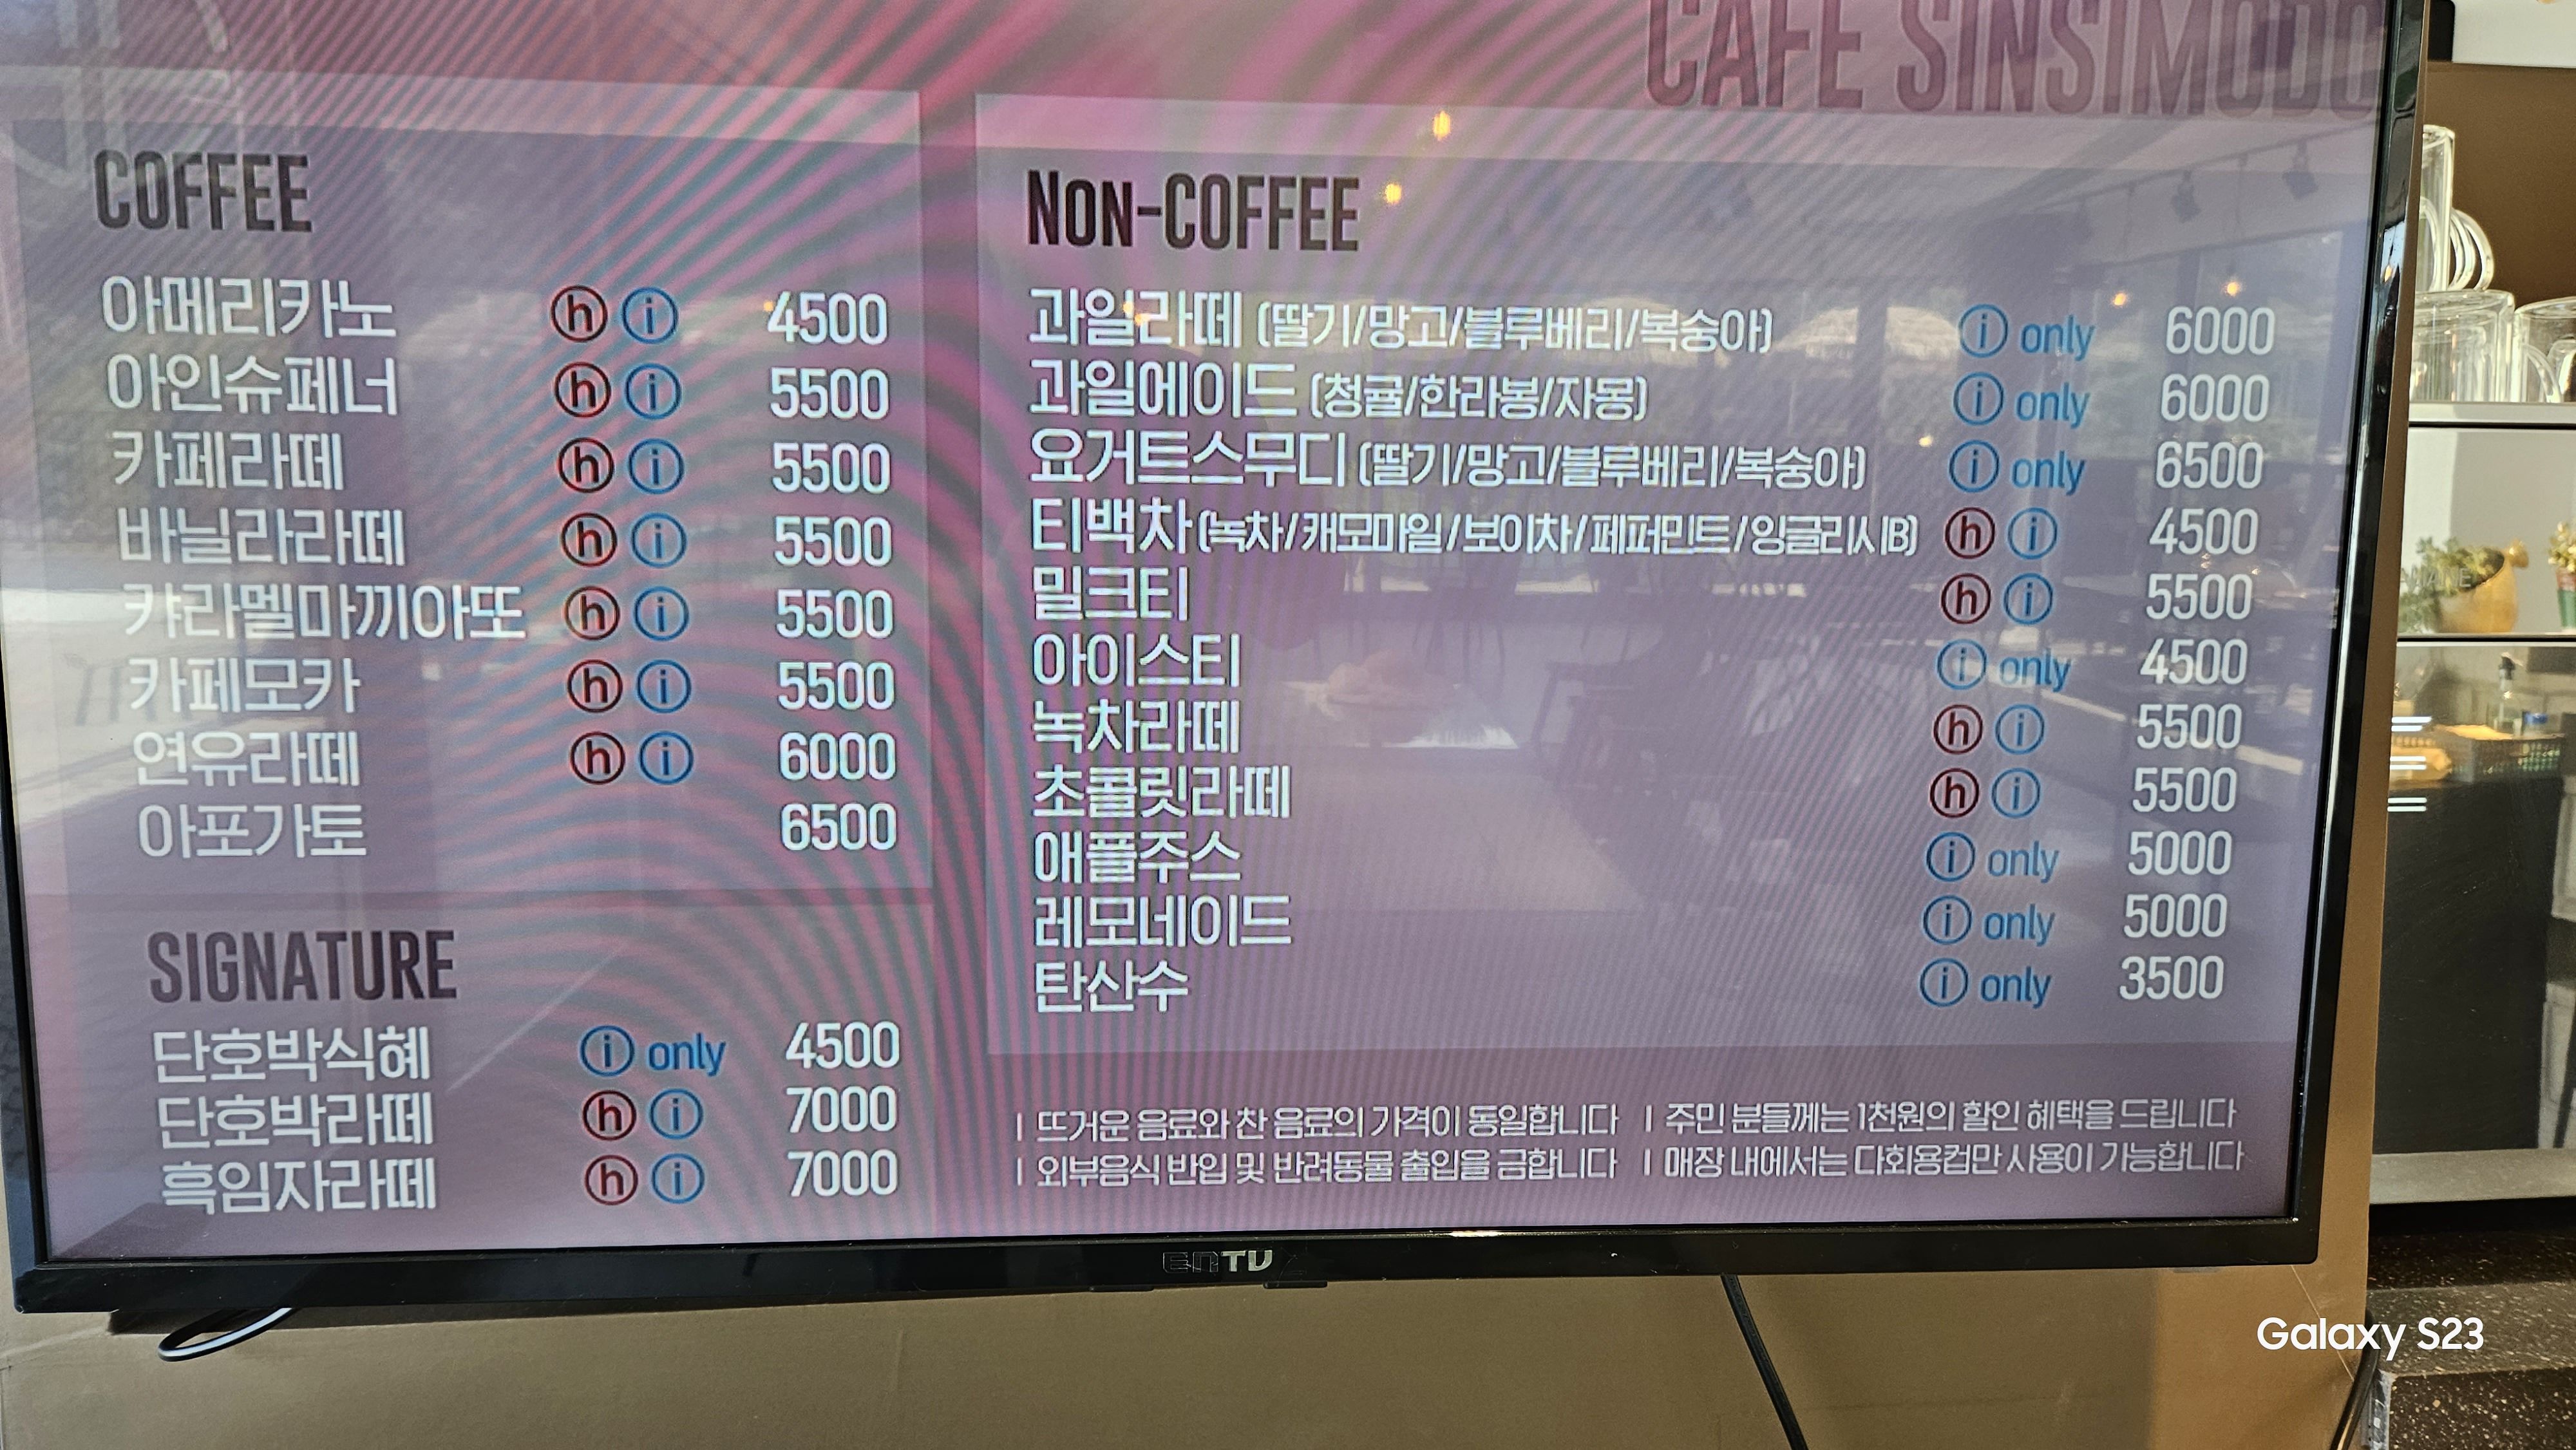 CAFE SINSIMODO
COFFEE
아메리카노 h i 4500
아인슈페너 h i 5500
카페라떼 h i 5500
바닐라라떼 h i 5500
캬라멜마끼아또 h i 5500
카페모카 h i 5500
연유라떼 h i 6000
아포가토 6500
SIGNATURE
단호박식혜 i only 4500
단호박라떼 h i 7000
흑임자라떼 h i 7000
Non-COFFEE
과일라떼 (딸기/망고/블루베리/복숭아) i only 6000
과일에이드 (청귤/한라봉/자몽) i only 6000
요거트스무디 (딸기/망고/블루베리/복숭아) i only 6500
티백차 (녹차/캐모마일/보이차/페퍼민트/잉글리시B) h i 4500
밀크티 h i 5500
아이스티 i only 4500
녹차라떼 h i 5500
초콜릿라떼 h i 5500
애플주스 i only 5000
레모네이드 i only 5000
탄산수 i only 3500
| 뜨거운 음료와 찬 음료의 가격이 동일합니다 | 주민 분들께는 1천원의 할인 혜택을 드립니다
| 외부음식 반입 및 반려동물 출입을 금합니다 | 매장 내에서는 다회용컵만 사용이 가능합니다
ENTV
Galaxy S23